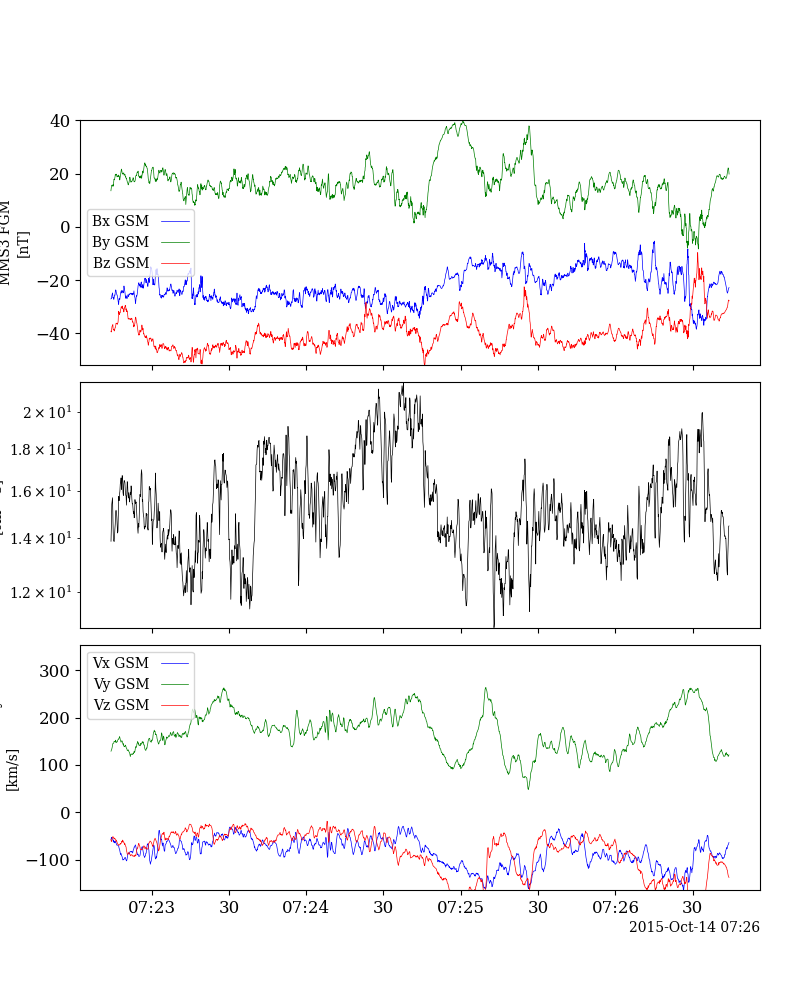 40
20
0
−20
−40
MMS3 FGM
[nT]
Bx GSM
By GSM
Bz GSM
2 × 10¹
1.8 × 10¹
1.6 × 10¹
1.4 × 10¹
1.2 × 10¹
300
200
100
0
−100
[km/s]
Vx GSM
Vy GSM
Vz GSM
07:23 30 07:24 30 07:25 30 07:26 30
2015-Oct-14 07:26